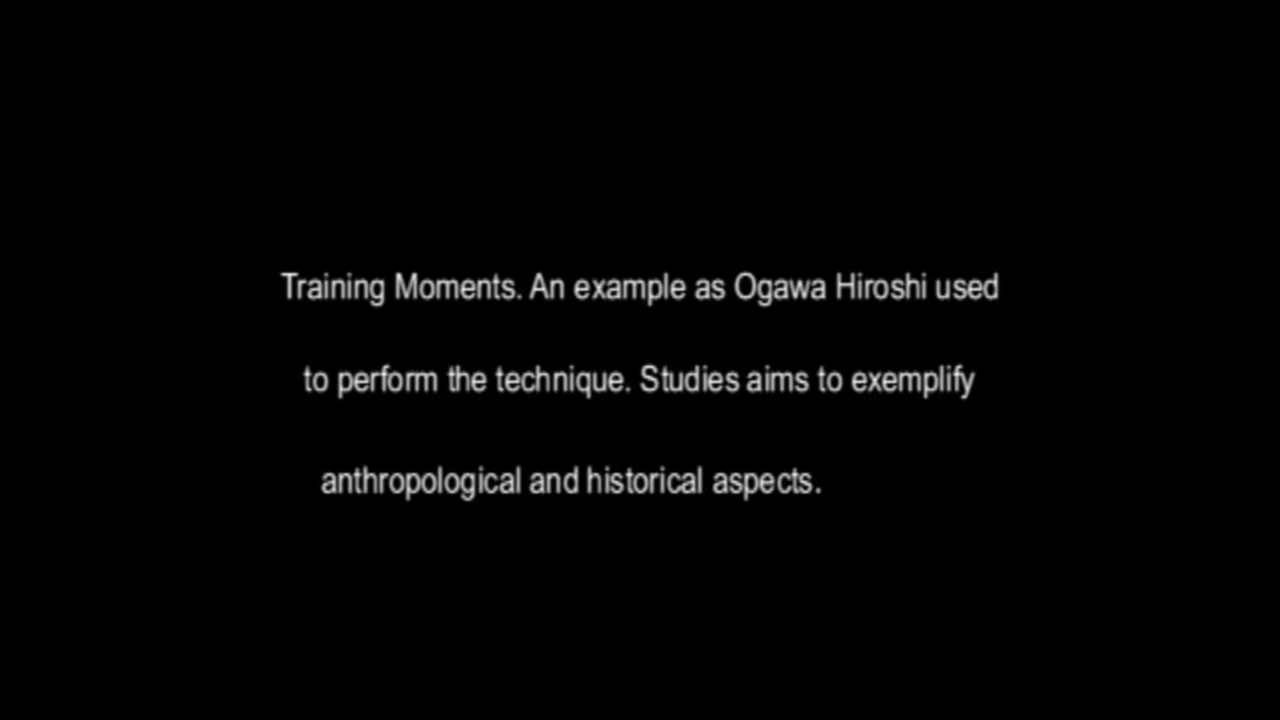 Training Moments. An example as Ogawa Hiroshi used
to perform the technique. Studies aims to exemplify
anthropological and historical aspects.